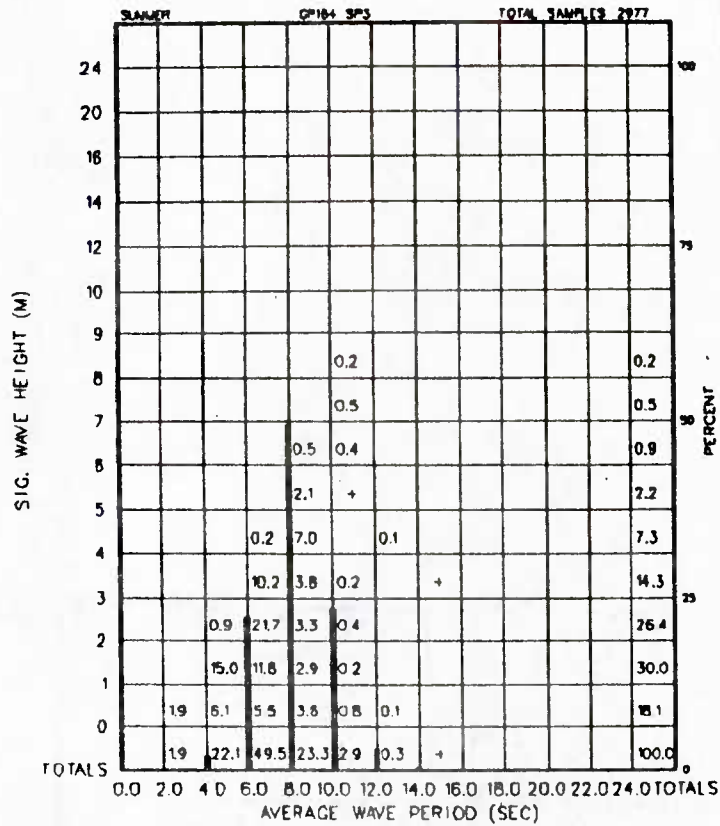 SUMMER GP184 SP3 TOTAL SAMPLES 2977
24 100
20
16
14
12 75
10
9
0.2 0.2
8
0.5 0.5
7 50
0.5 0.4 0.9
6
2.1 + 2.2
5
0.2 7.0 0.1 7.3
4
10.2 3.8 0.2 + 14.3
3 25
0.9 21.7 3.3 0.4 26.4
2
15.0 11.8 2.9 0.2 30.0
1
1.9 6.1 5.5 3.6 0.8 0.1 18.1
0
1.9 22.1 49.5 23.3 2.9 0.3 + 100.0
TOTALS 0
0.0 2.0 4.0 6.0 8.0 10.0 12.0 14.0 16.0 18.0 20.0 22.0 24.0 TOTALS
AVERAGE WAVE PERIOD (SEC)
SIG. WAVE HEIGHT (M)
PERCENT